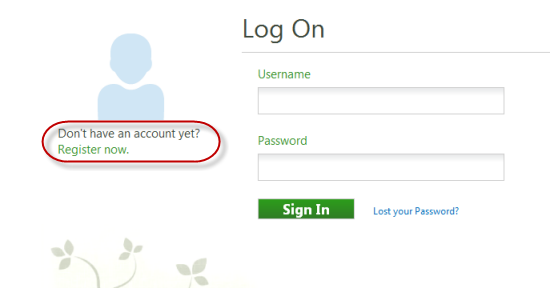 Log On
Username
Don't have an account yet?
Register now.
Password
Sign In
Lost your Password?